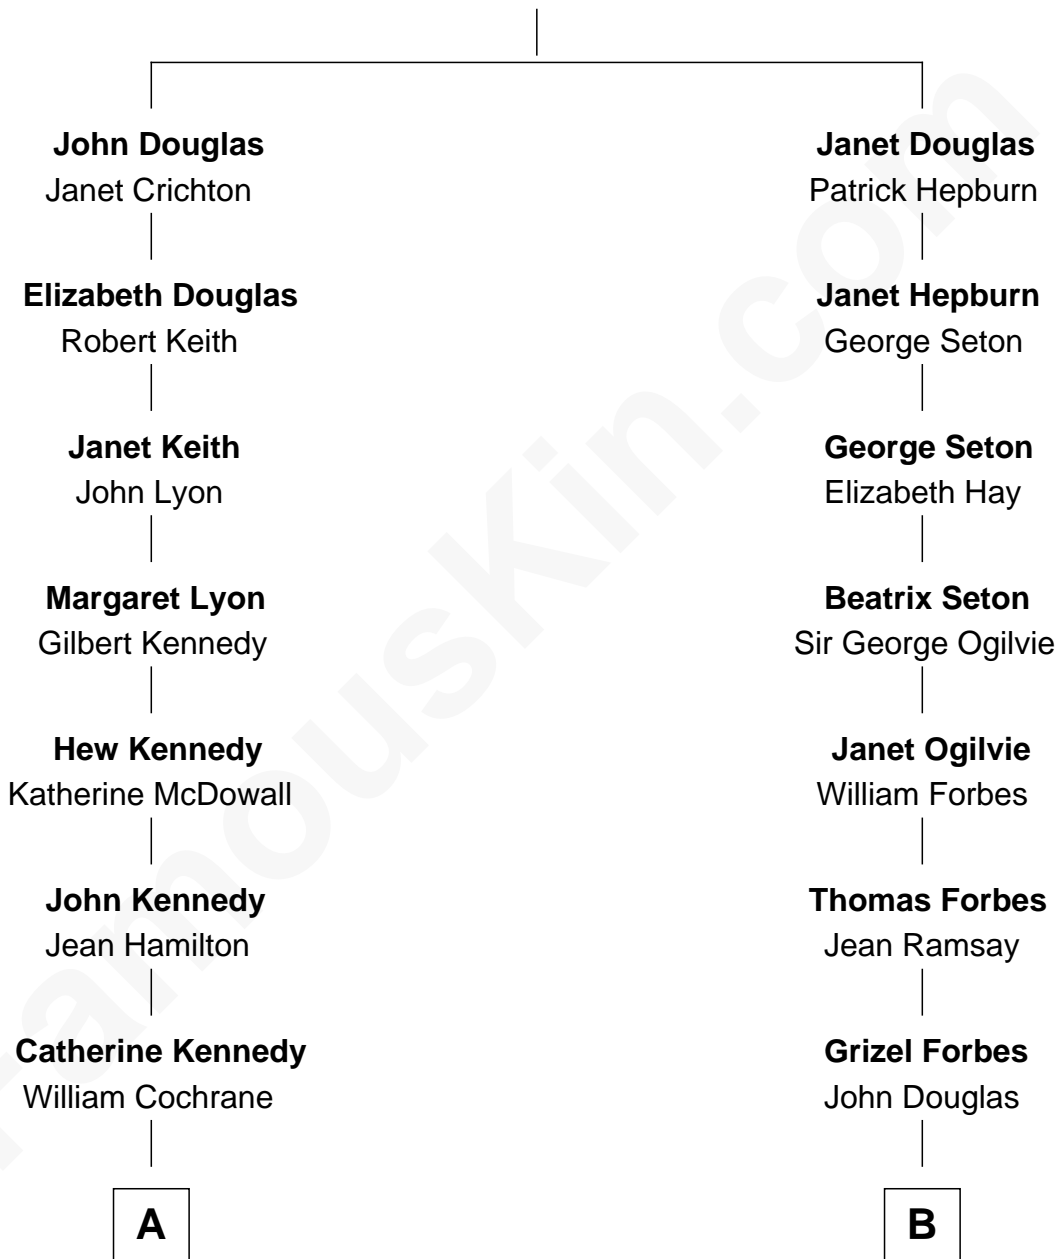 John Douglas
Janet Crichton
Elizabeth Douglas
Robert Keith
Janet Keith
John Lyon
Margaret Lyon
Gilbert Kennedy
Hew Kennedy
Katherine McDowall
John Kennedy
Jean Hamilton
Catherine Kennedy
William Cochrane
A
Janet Douglas
Patrick Hepburn
Janet Hepburn
George Seton
George Seton
Elizabeth Hay
Beatrix Seton
Sir George Ogilvie
Janet Ogilvie
William Forbes
Thomas Forbes
Jean Ramsay
Grizel Forbes
John Douglas
B
FamousKin.com